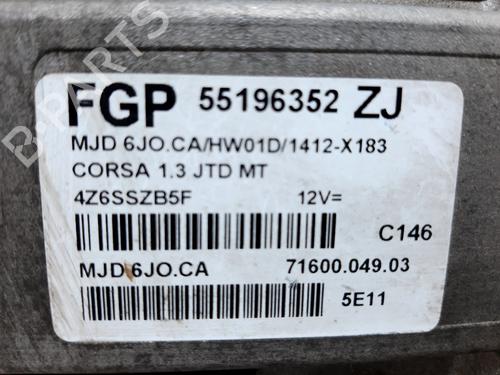 FGP 55196352 ZJ
MJD 6JO.CA/HW01D/1412-X183
CORSA 1.3 JTD MT
4Z6SSZB5F 12V=
C146
MJD 6JO.CA 71600.049.03
5E11
B-PARTS